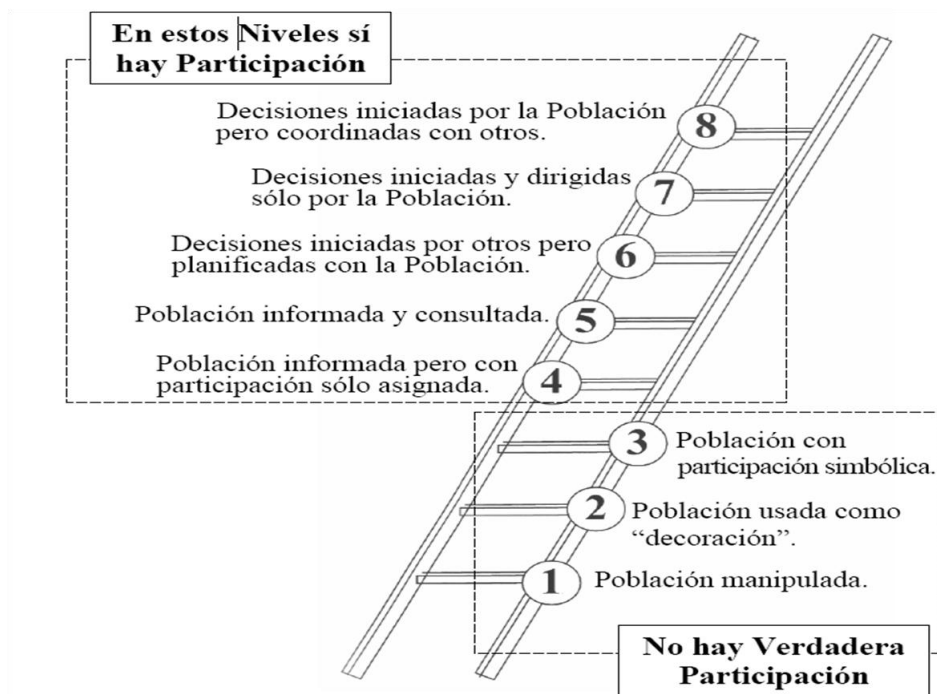 En estos Niveles sí
hay Participación
Decisiones iniciadas por la Población
pero coordinadas con otros.
8
Decisiones iniciadas y dirigidas
sólo por la Población.
7
Decisiones iniciadas por otros pero
planificadas con la Población.
6
Población informada y consultada.
5
Población informada pero con
participación sólo asignada.
4
3
Población con
participación simbólica.
2
Población usada como
“decoración”.
1
Población manipulada.
No hay Verdadera
Participación